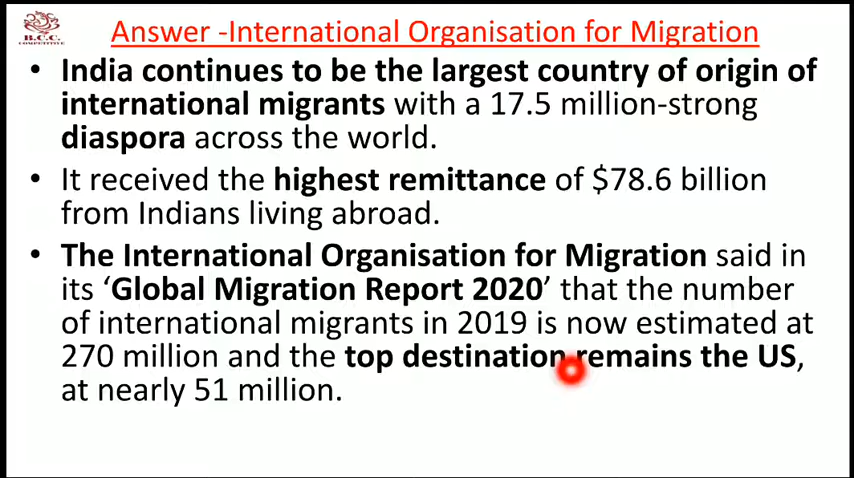 B.C.C.
COMPETITIVE
Answer -International Organisation for Migration
• India continues to be the largest country of origin of
international migrants with a 17.5 million-strong
diaspora across the world.
• It received the highest remittance of $78.6 billion
from Indians living abroad.
• The International Organisation for Migration said in
its ‘Global Migration Report 2020’ that the number
of international migrants in 2019 is now estimated at
270 million and the top destination remains the US,
at nearly 51 million.